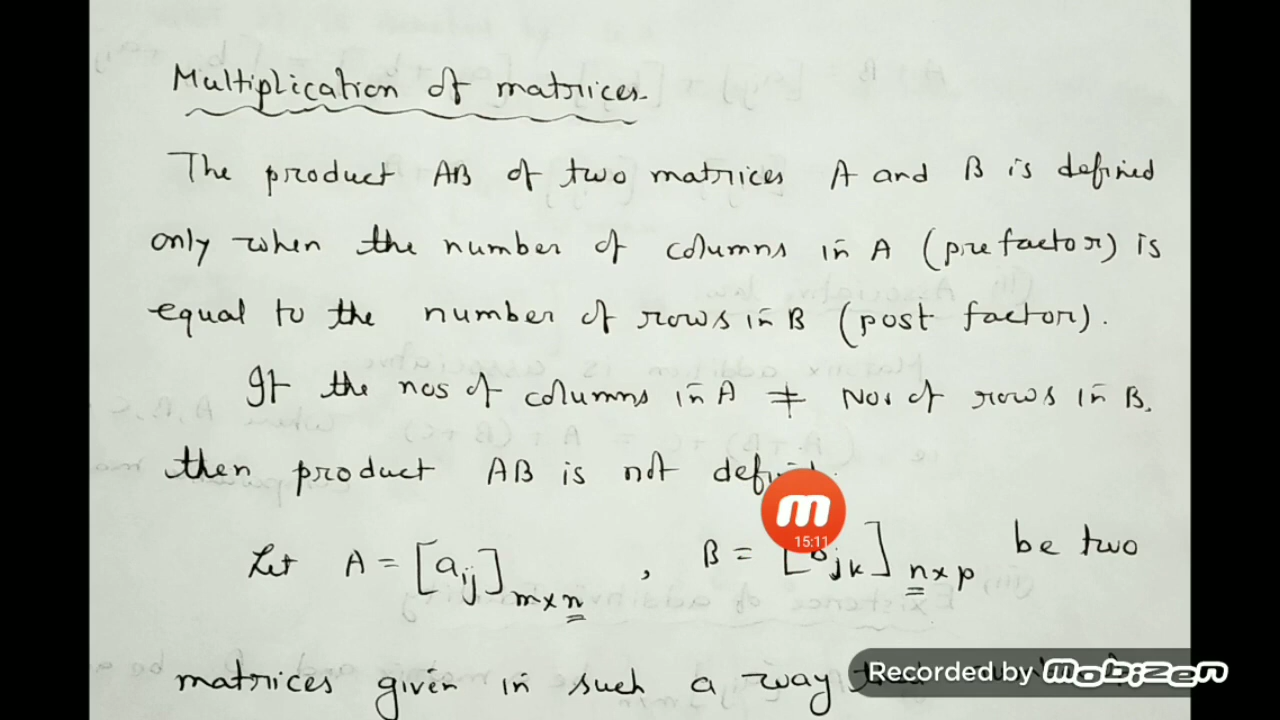 Multiplication of matrices.
The product AB of two matrices A and B is defined
only when the number of columns in A (prefactor) is
equal to the number of rows in B (post factor).
If the nos of columns in A ≠ Nos of rows in B.
then product AB is not
Let A = [aij]m×n , B = [bjk]n×p be two
matrices given in such a way
m
15:11
Recorded by mobizen